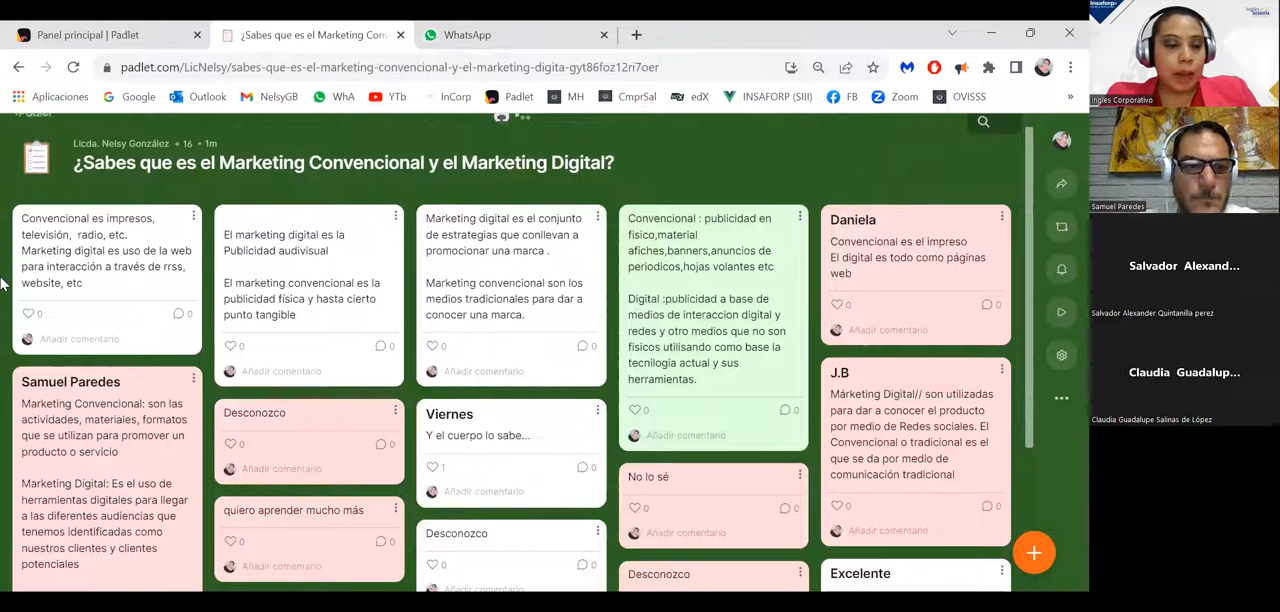 Panel principal | Padlet
¿Sabes que es el Marketing Con
WhatsApp
padlet.com/LicNelsy/sabes-que-es-el-marketing-convencional-y-el-marketing-digita-gyt86foz12ri7oer
Aplicaciones
Google
Outlook
NelsyGB
WhA
YTb
InCorp
Padlet
MH
CmprSal
edX
INSAFORP (SIII)
FB
Zoom
OVISSS
»
Licda. Nelsy González + 16 • 1m
¿Sabes que es el Marketing Convencional y el Marketing Digital?
Convencional es impresos,
televisión, radio, etc.
Marketing digital es uso de la web
para interacción a través de rrss,
website, etc
0
0
Añadir comentario
Samuel Paredes
Marketing Convencional: son las
actividades, materiales, formatos
que se utilizan para promover un
producto o servicio
Marketing Digital: Es el uso de
herramientas digitales para llegar
a las diferentes audiencias que
tenemos identificadas como
nuestros clientes y clientes
potenciales
El marketing digital es la
Publicidad audivisual
El marketing convencional es la
publicidad física y hasta cierto
punto tangible
0
0
Añadir comentario
Desconozco
0
0
Añadir comentario
quiero aprender mucho más
0
0
Añadir comentario
Marketing digital es el conjunto
de estrategias que conllevan a
promocionar una marca .
Marketing convencional son los
medios tradicionales para dar a
conocer una marca.
0
0
Añadir comentario
Viernes
Y el cuerpo lo sabe...
1
0
Añadir comentario
Desconozco
0
0
Añadir comentario
Convencional : publicidad en
fisico,material
afiches,banners,anuncios de
periodicos,hojas volantes etc
Digital :publicidad a base de
medios de interaccion digital y
redes y otro medios que no son
fisicos utilisando como base la
tecnilogía actual y sus
herramientas.
0
0
Añadir comentario
No lo sé
0
0
Añadir comentario
Desconozco
Daniela
Convencional es el impreso
El digital es todo como páginas
web
0
0
Añadir comentario
J.B
Márketing Digital// son utilizadas
para dar a conocer el producto
por medio de Redes sociales. El
Convencional o tradicional es el
que se da por medio de
comunicación tradicional
0
0
Añadir comentario
Excelente
Insaforp
Ingles Corporativo
Samuel Paredes
Salvador Alexand...
Salvador Alexander Quintanilla perez
Claudia Guadalup...
Claudia Guadalupe Salinas de López